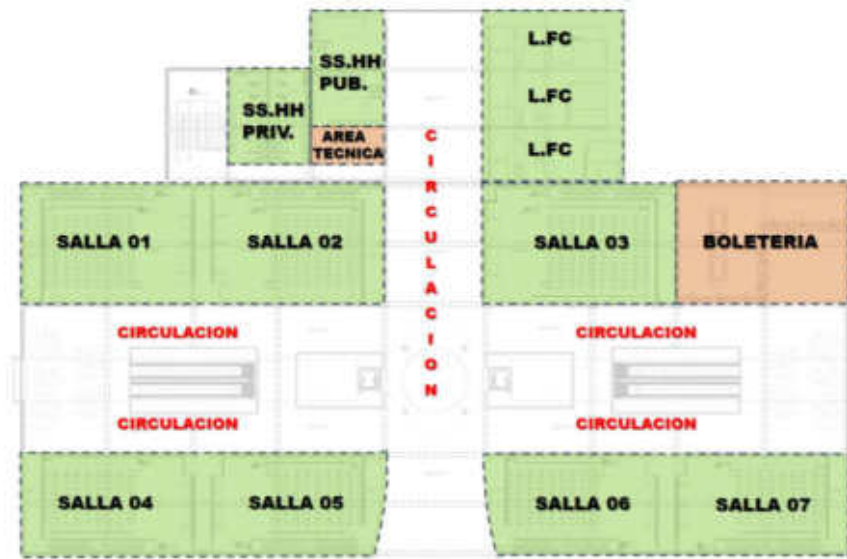 L.FC
SS.HH
PUB.
L.FC
SS.HH
PRIV.
AREA
TECNICA
L.FC
CIRCULACION
SALLA 01
SALLA 02
SALLA 03
BOLETERIA
CIRCULACION
CIRCULACION
CIRCULACION
CIRCULACION
SALLA 04
SALLA 05
SALLA 06
SALLA 07